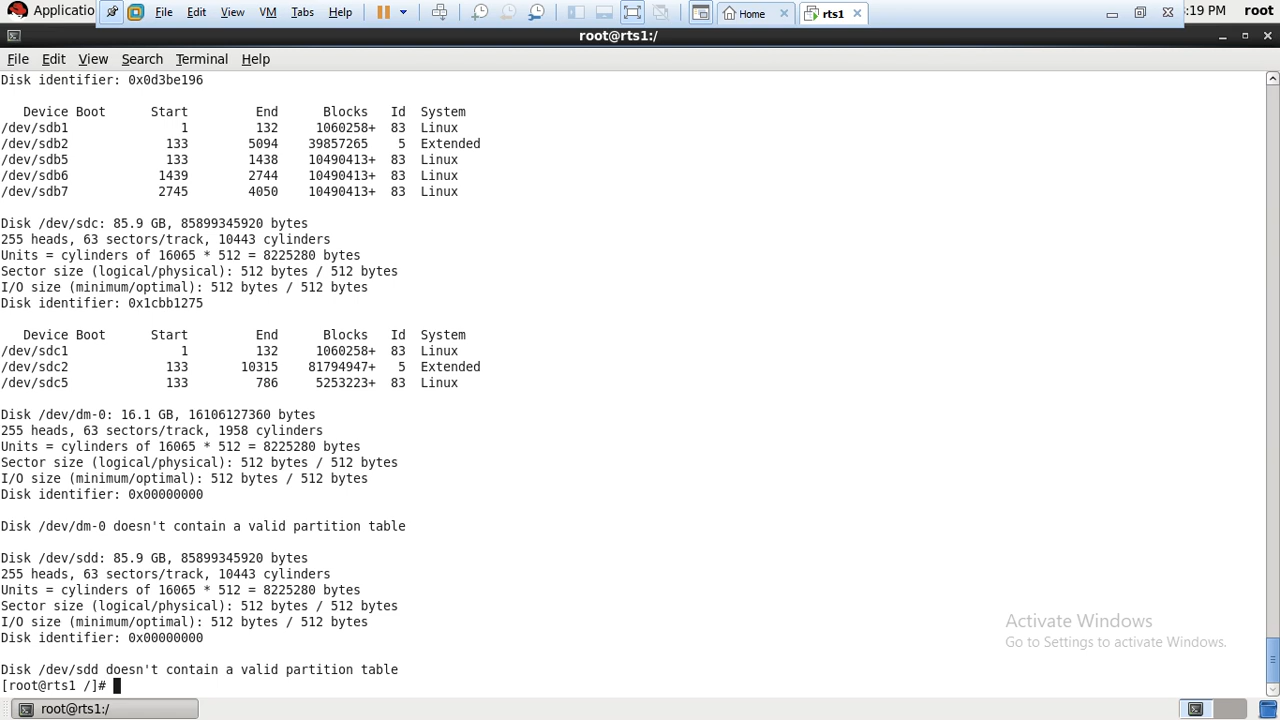 Applicatio File Edit View VM Tabs Help Home rts1 :19 PM root
root@rts1:/
File Edit View Search Terminal Help
Disk identifier: 0x0d3be196
Device Boot Start End Blocks Id System
/dev/sdb1 1 132 1060258+ 83 Linux
/dev/sdb2 133 5094 39857265 5 Extended
/dev/sdb5 133 1438 10490413+ 83 Linux
/dev/sdb6 1439 2744 10490413+ 83 Linux
/dev/sdb7 2745 4050 10490413+ 83 Linux
Disk /dev/sdc: 85.9 GB, 85899345920 bytes
255 heads, 63 sectors/track, 10443 cylinders
Units = cylinders of 16065 * 512 = 8225280 bytes
Sector size (logical/physical): 512 bytes / 512 bytes
I/O size (minimum/optimal): 512 bytes / 512 bytes
Disk identifier: 0x1cbb1275
Device Boot Start End Blocks Id System
/dev/sdc1 1 132 1060258+ 83 Linux
/dev/sdc2 133 10315 81794947+ 5 Extended
/dev/sdc5 133 786 5253223+ 83 Linux
Disk /dev/dm-0: 16.1 GB, 16106127360 bytes
255 heads, 63 sectors/track, 1958 cylinders
Units = cylinders of 16065 * 512 = 8225280 bytes
Sector size (logical/physical): 512 bytes / 512 bytes
I/O size (minimum/optimal): 512 bytes / 512 bytes
Disk identifier: 0x00000000
Disk /dev/dm-0 doesn't contain a valid partition table
Disk /dev/sdd: 85.9 GB, 85899345920 bytes
255 heads, 63 sectors/track, 10443 cylinders
Units = cylinders of 16065 * 512 = 8225280 bytes
Sector size (logical/physical): 512 bytes / 512 bytes
I/O size (minimum/optimal): 512 bytes / 512 bytes
Disk identifier: 0x00000000
Activate Windows
Go to Settings to activate Windows.
Disk /dev/sdd doesn't contain a valid partition table
[root@rts1 /]#
root@rts1:/